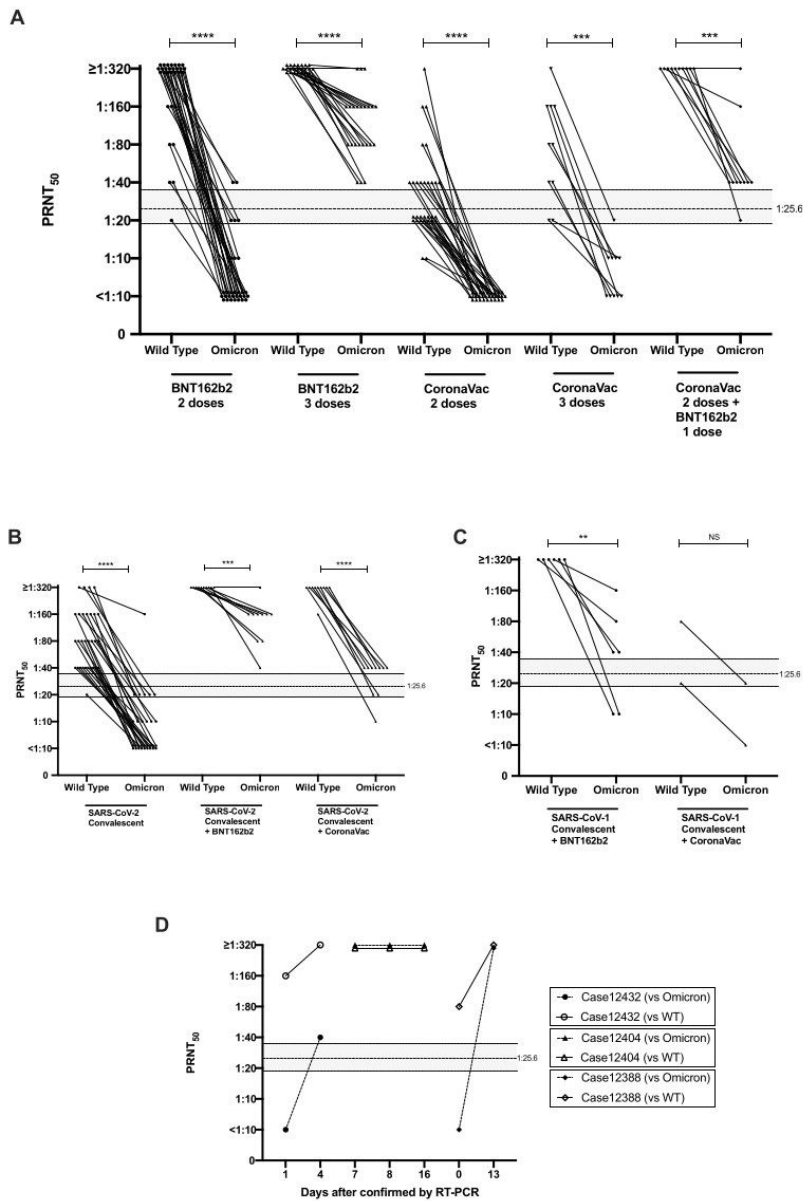 A
**** **** **** *** ***
≥1:320
1:160
1:80
1:40
1:20
1:10
<1:10
0
PRNT50
1:25.6
Wild Type Omicron Wild Type Omicron Wild Type Omicron Wild Type Omicron Wild Type Omicron
BNT162b2 BNT162b2 CoronaVac CoronaVac CoronaVac
2 doses 3 doses 2 doses 3 doses 2 doses +
BNT162b2
1 dose
B
**** *** ****
≥1:320
1:160
1:80
1:40
1:20
1:10
<1:10
0
PRNT50
1:25.6
Wild Type Omicron Wild Type Omicron Wild Type Omicron
SARS-CoV-2 SARS-CoV-2 SARS-CoV-2
Convalescent Convalescent Convalescent
+ BNT162b2 + CoronaVac
C
** NS
≥1:320
1:160
1:80
1:40
1:20
1:10
<1:10
0
PRNT50
1:25.6
Wild Type Omicron Wild Type Omicron
SARS-CoV-1 SARS-CoV-1
Convalescent Convalescent
+ BNT162b2 + CoronaVac
D
≥1:320
1:160
1:80
1:40
1:20
1:10
<1:10
0
PRNT50
1:25.6
1 4 7 8 16 0 13
Days after confirmed by RT-PCR
Case12432 (vs Omicron)
Case12432 (vs WT)
Case12404 (vs Omicron)
Case12404 (vs WT)
Case12388 (vs Omicron)
Case12388 (vs WT)